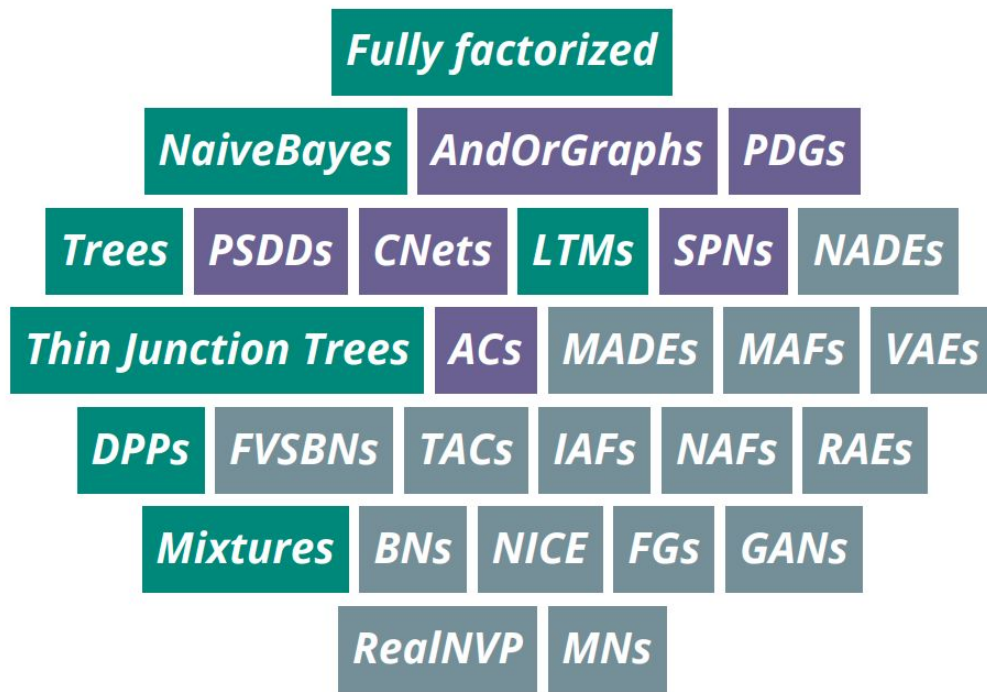 Fully factorized
NaiveBayes AndOrGraphs PDGs
Trees PSDDs CNets LTMs SPNs NADEs
Thin Junction Trees ACs MADEs MAFs VAEs
DPPs FVSBNs TACs IAFs NAFs RAEs
Mixtures BNs NICE FGs GANs
RealNVP MNs